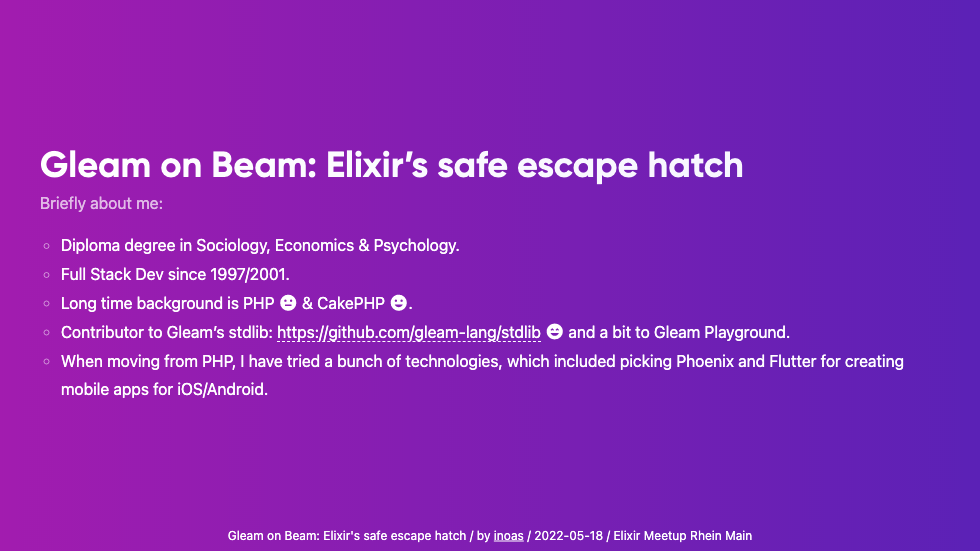 Gleam on Beam: Elixir’s safe escape hatch
Briefly about me:
Diploma degree in Sociology, Economics & Psychology.
Full Stack Dev since 1997/2001.
Long time background is PHP 😐 & CakePHP 😀.
Contributor to Gleam’s stdlib: https://github.com/gleam-lang/stdlib 😄 and a bit to Gleam Playground.
When moving from PHP, I have tried a bunch of technologies, which included picking Phoenix and Flutter for creating
mobile apps for iOS/Android.
Gleam on Beam: Elixir's safe escape hatch / by inoas / 2022-05-18 / Elixir Meetup Rhein Main